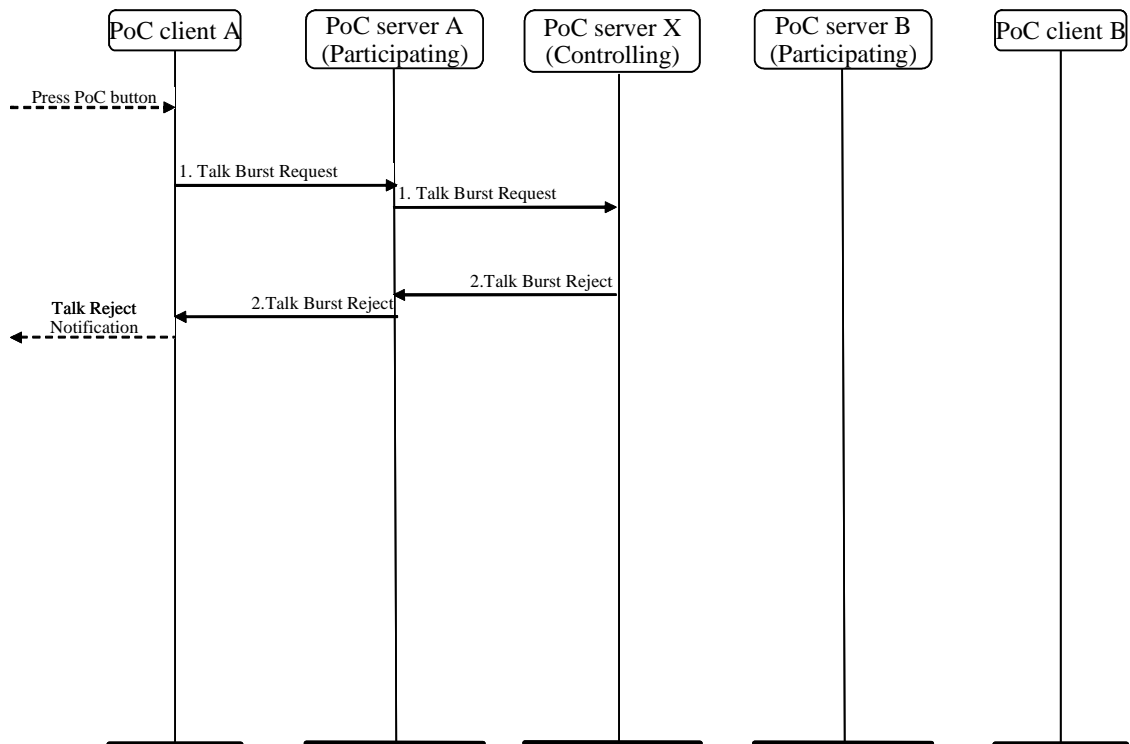 PoC client A
PoC server A
(Participating)
PoC server X
(Controlling)
PoC server B
(Participating)
PoC client B
Press PoC button
1. Talk Burst Request
1. Talk Burst Request
2.Talk Burst Reject
2.Talk Burst Reject
Talk Reject
Notification